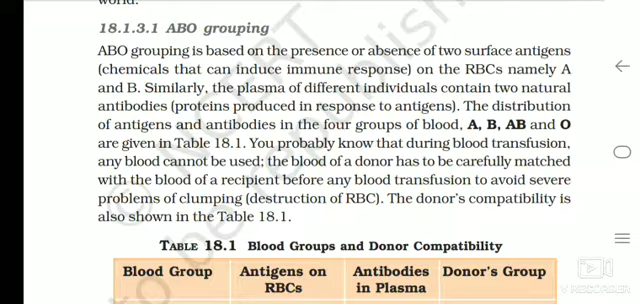 world.
18.1.3.1 ABO grouping
ABO grouping is based on the presence or absence of two surface antigens
(chemicals that can induce immune response) on the RBCs namely A
and B. Similarly, the plasma of different individuals contain two natural
antibodies (proteins produced in response to antigens). The distribution
of antigens and antibodies in the four groups of blood, A, B, AB and O
are given in Table 18.1. You probably know that during blood transfusion,
any blood cannot be used; the blood of a donor has to be carefully matched
with the blood of a recipient before any blood transfusion to avoid severe
problems of clumping (destruction of RBC). The donor's compatibility is
also shown in the Table 18.1.
TABLE 18.1 Blood Groups and Donor Compatibility
Blood Group Antigens on RBCs Antibodies in Plasma Donor's Group
© NCERT
to be republish
RECORDER